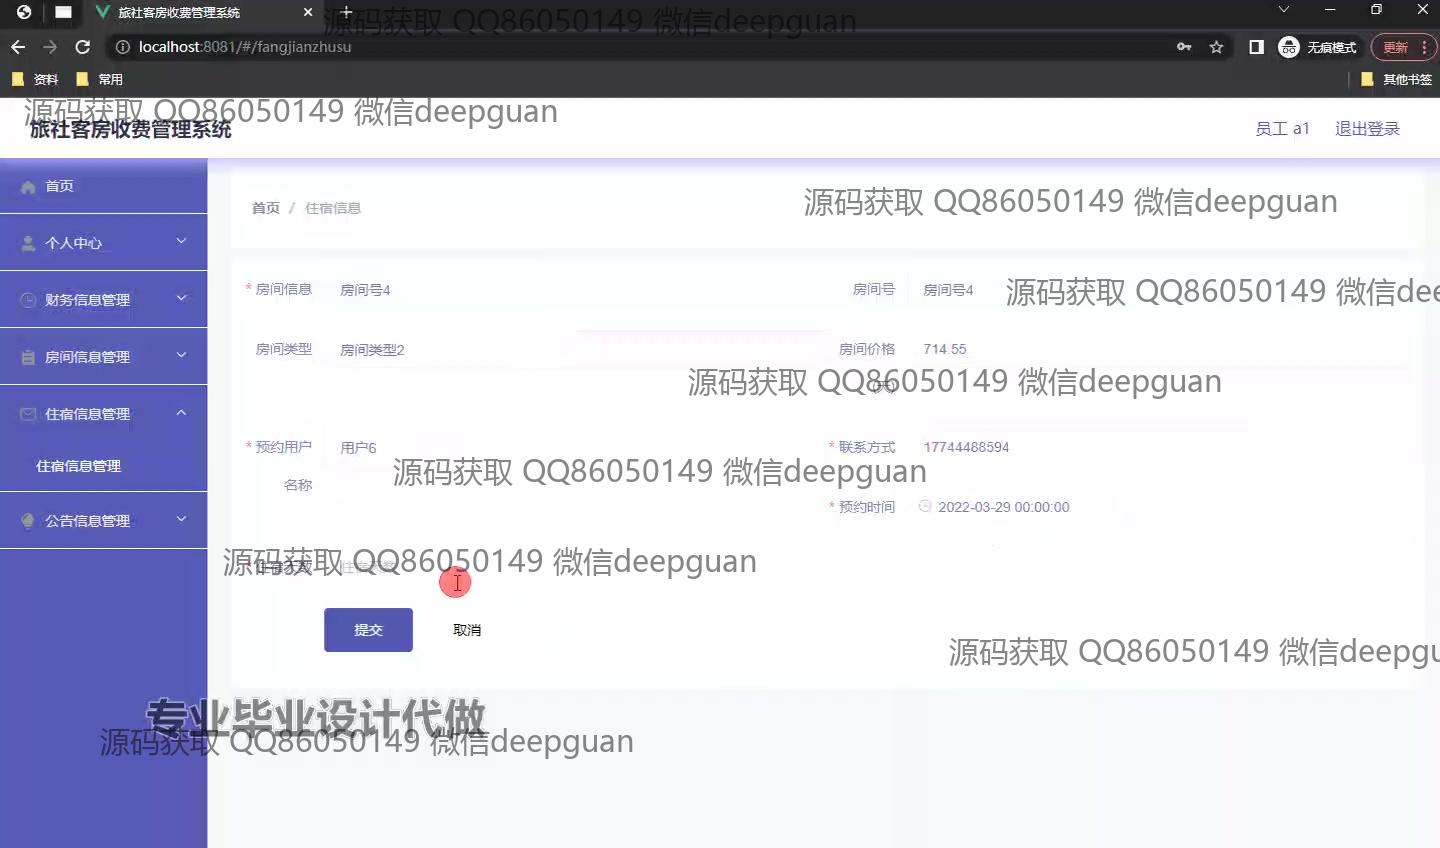 旅社客房收费管理系统
源码获取 QQ86050149 微信deepguan
localhost:8081/#/fangjianzhusu
无痕模式
更新
资料
常用
其他书签
源码获取 QQ86050149 微信deepguan
旅社客房收费管理系统
员工 a1
退出登录
首页
个人中心
财务信息管理
房间信息管理
住宿信息管理
住宿信息管理
公告信息管理
首页 / 住宿信息
源码获取 QQ86050149 微信deepguan
* 房间信息 房间号4
房间号 房间号4
源码获取 QQ86050149 微信dee
房间类型 房间类型2
房间价格 714.55
源码获取 QQ86050149 微信deepguan
* 预约用户 用户6
名称
* 联系方式 17744488594
源码获取 QQ86050149 微信deepguan
* 预约时间 2022-03-29 00:00:00
源码获取 QQ86050149 微信deepguan
住宿天数
提交
取消
源码获取 QQ86050149 微信deepgu
专业毕业设计代做
源码获取 QQ86050149 微信deepguan